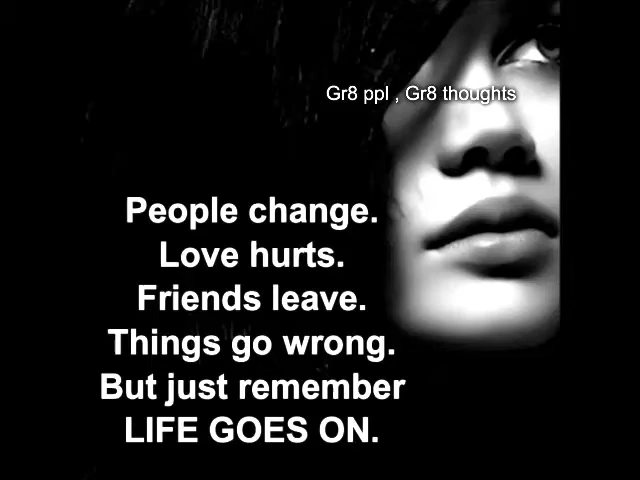 Gr8 ppl , Gr8 thoughts
People change.
Love hurts.
Friends leave.
Things go wrong.
But just remember
LIFE GOES ON.